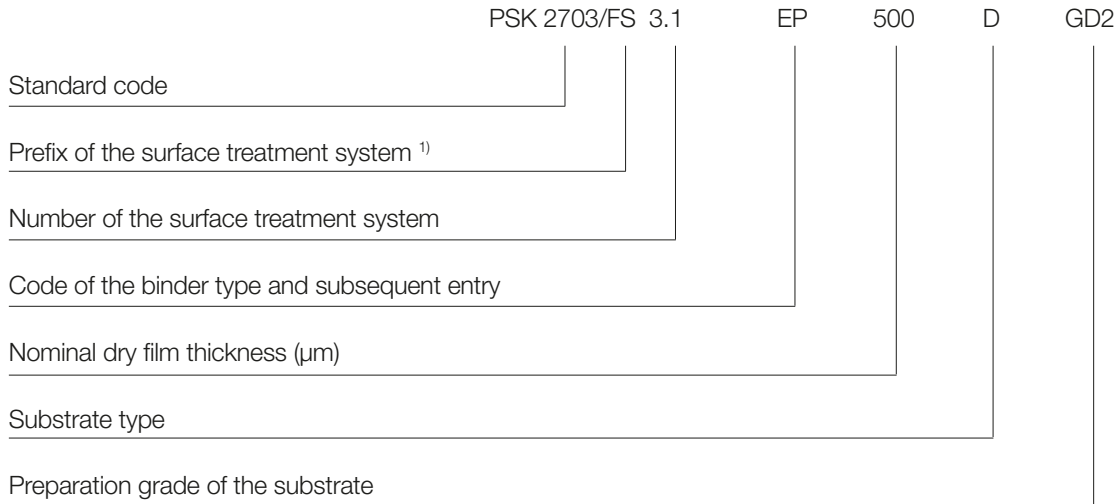 PSK 2703/FS 3.1 EP 500 D GD2
Standard code
Prefix of the surface treatment system 1)
Number of the surface treatment system
Code of the binder type and subsequent entry
Nominal dry film thickness (µm)
Substrate type
Preparation grade of the substrate